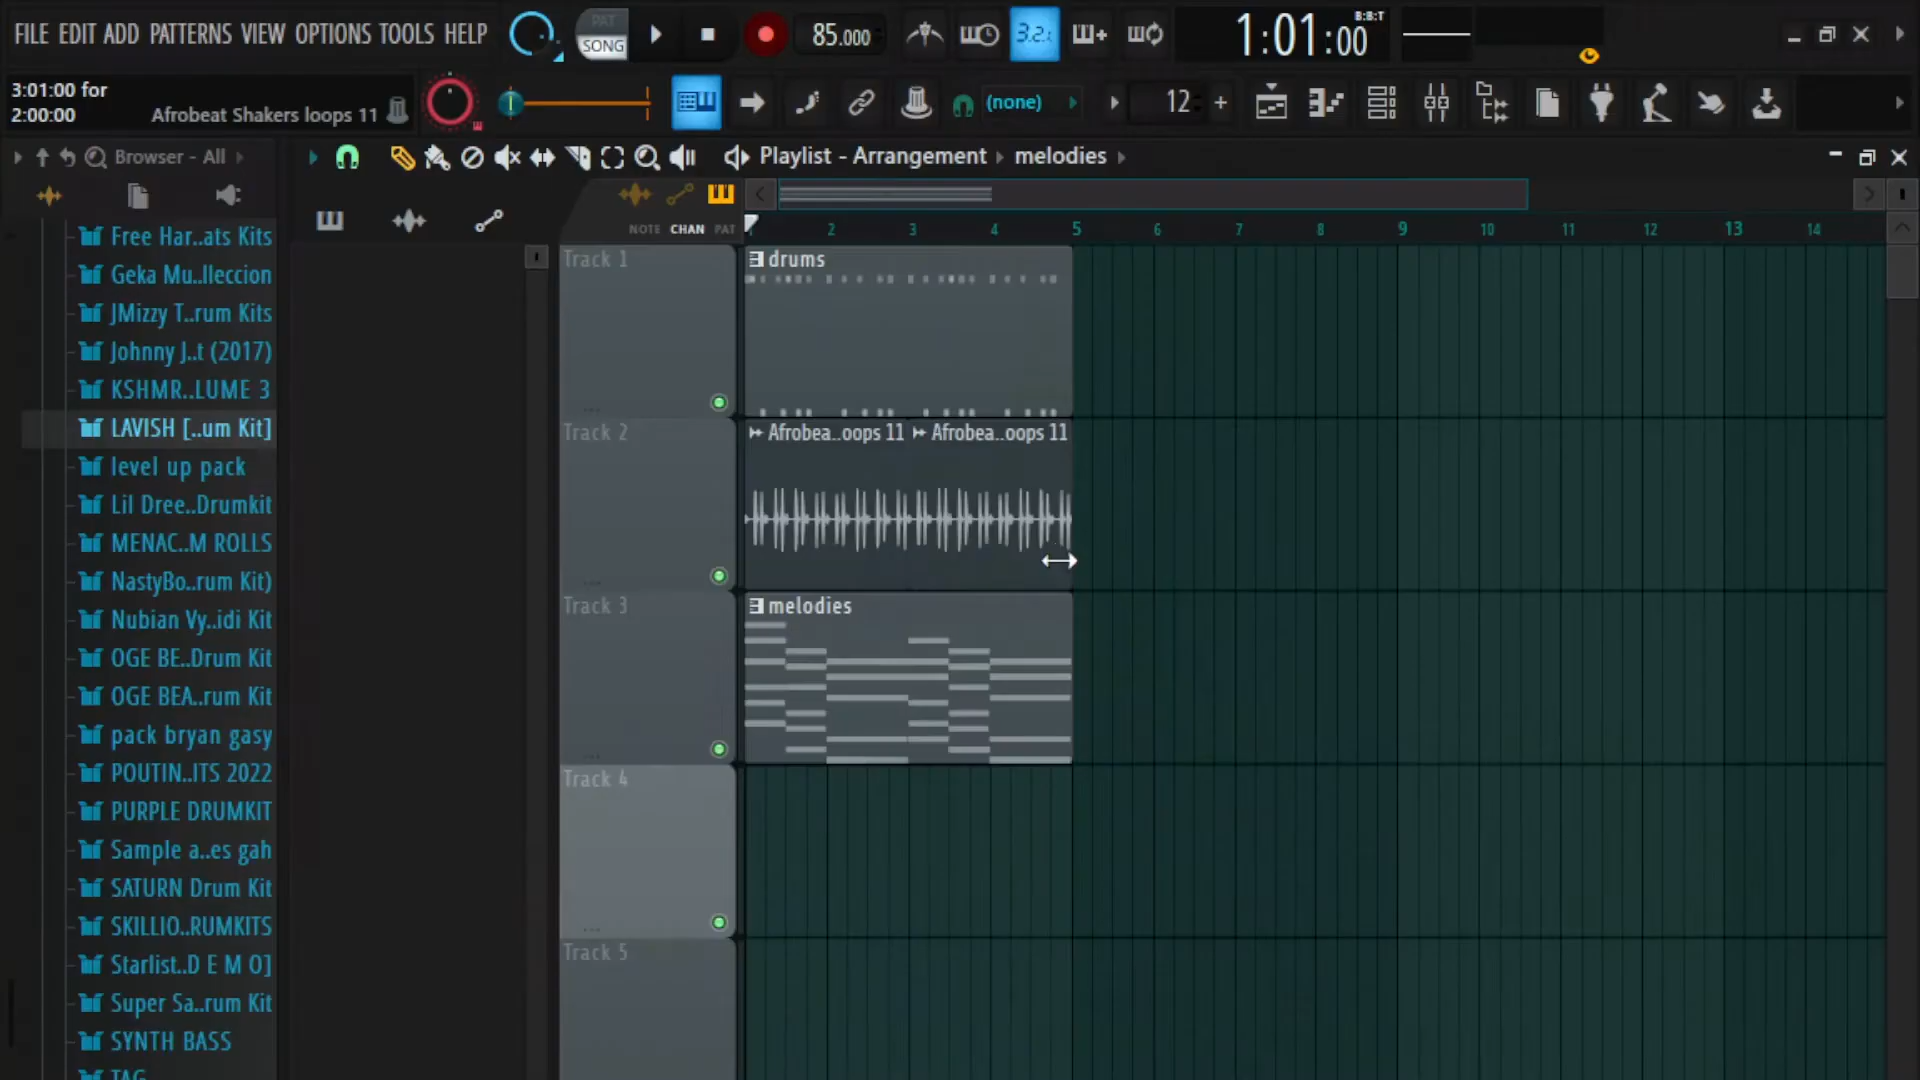 FILE EDIT ADD PATTERNS VIEW OPTIONS TOOLS HELP
PAT
SONG
85.000
3.2.:
1:01:00
B:B:T
3:01:00 for
2:00:00
Afrobeat Shakers loops 11
(none)
12
Browser - All
Playlist - Arrangement melodies
NOTE CHAN PAT
2 3 4 5 6 7 8 9 10 11 12 13 14
Free Har..ats Kits
Geka Mu..lleccion
JMizzy T..rum Kits
Johnny J..t (2017)
KSHMR..LUME 3
LAVISH [..um Kit]
level up pack
Lil Dree..Drumkit
MENAC..M ROLLS
NastyBo..rum Kit)
Nubian Vy..idi Kit
OGE BE..Drum Kit
OGE BEA..rum Kit
pack bryan gasy
POUTIN..ITS 2022
PURPLE DRUMKIT
Sample a..es gah
SATURN Drum Kit
SKILLIO..RUMKITS
Starlist..D E M O]
Super Sa..rum Kit
SYNTH BASS
TAG
Track 1
drums
Track 2
Afrobea..oops 11
Afrobea..oops 11
Track 3
melodies
Track 4
Track 5